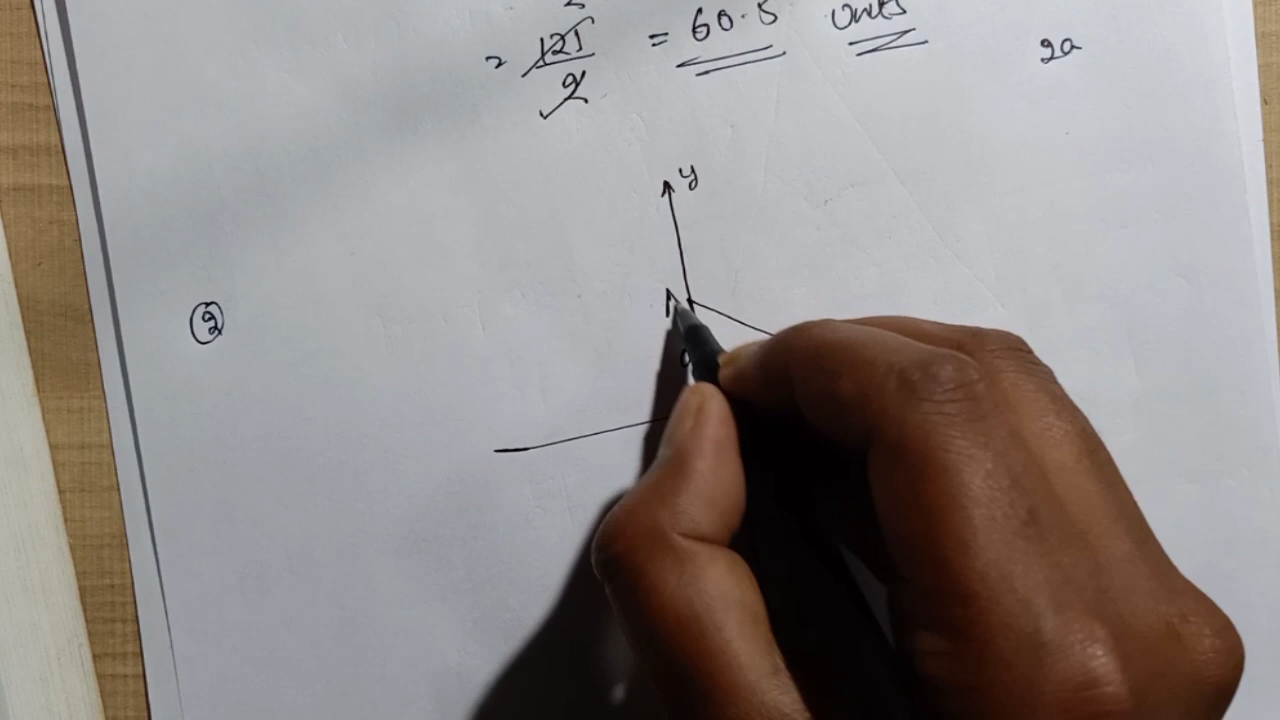 = 121/2 = 60.5 Units
2a
y
②